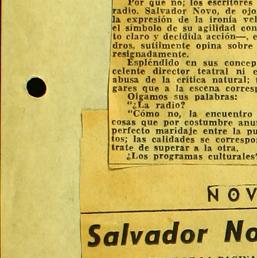 Por qué no; los escritores
radio. Salvador Novo, de ojo
la expresión de la ironía vel
el símbolo de su agilidad con
to claro y decidida acción—, e
dros, sutilmente opina sobre
resignadamente.
Espléndido en sus concep
celente director teatral ni e
abusa de la crítica natural; t
gares que a la escena corresp
Oigamos sus palabras:
"¿La radio?
"Cómo no, la encuentro
cosas que por costumbre anu
perfecto maridaje entre la pu
tos; las calidades se correspo
trate de superar a la otra.
¿Los programas culturales?
NOV
Salvador No